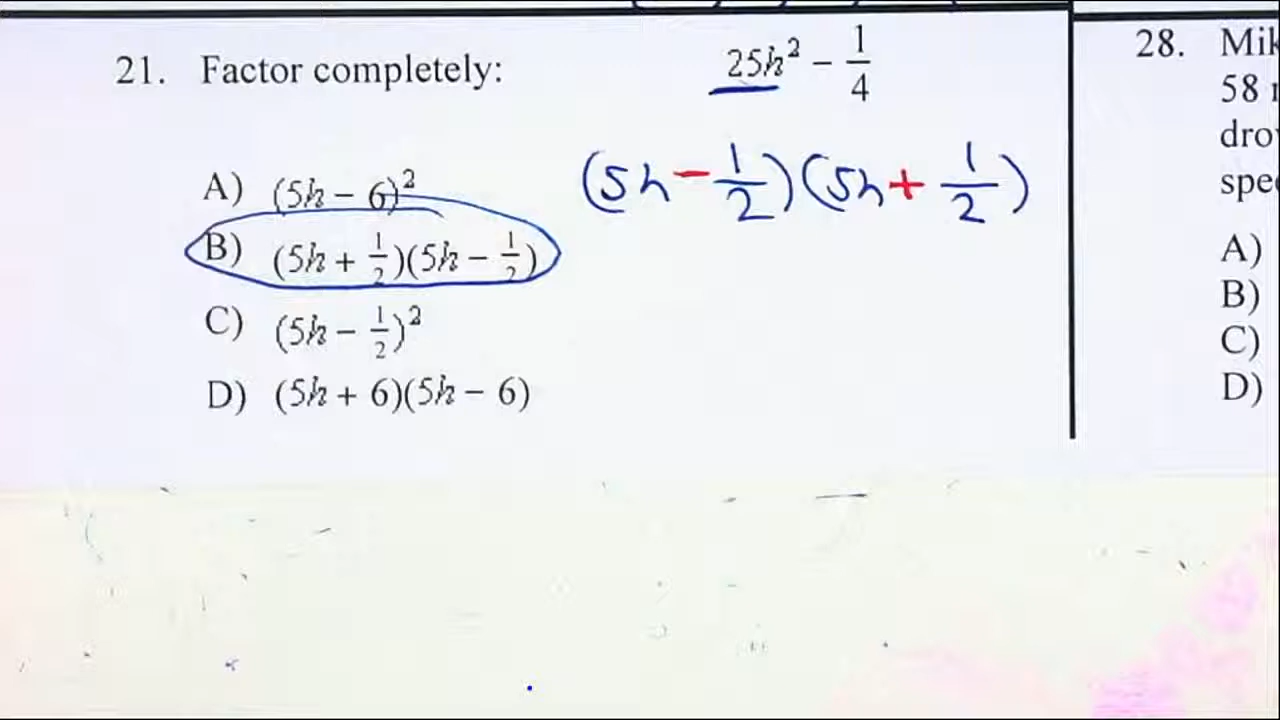 21. Factor completely: 25h² − 1/4
(5h − 1/2)(5h + 1/2)
A) (5h − 6)²
B) (5h + 1/2)(5h − 1/2)
C) (5h − 1/2)²
D) (5h + 6)(5h − 6)
28. Mik
58
dro
spe
A)
B)
C)
D)